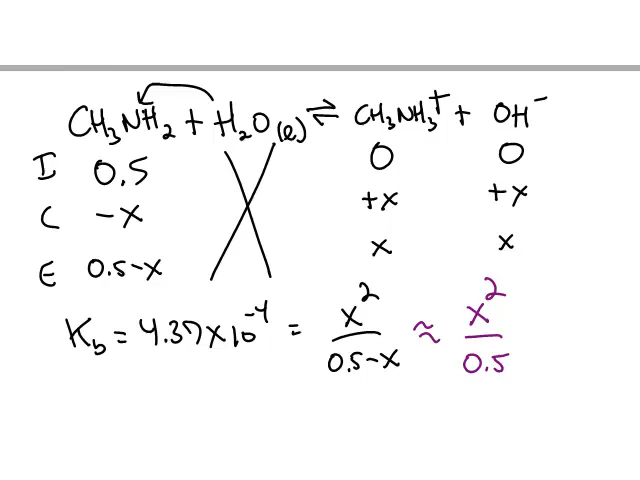 CH₃NH₂ + H₂O(l) ⇌ CH₃NH₃⁺ + OH⁻
I 0.5 0 0
C -x +x +x
E 0.5-x x x
K_b = 4.37 x 10⁻⁴ = x²/0.5-x ≈ x²/0.5